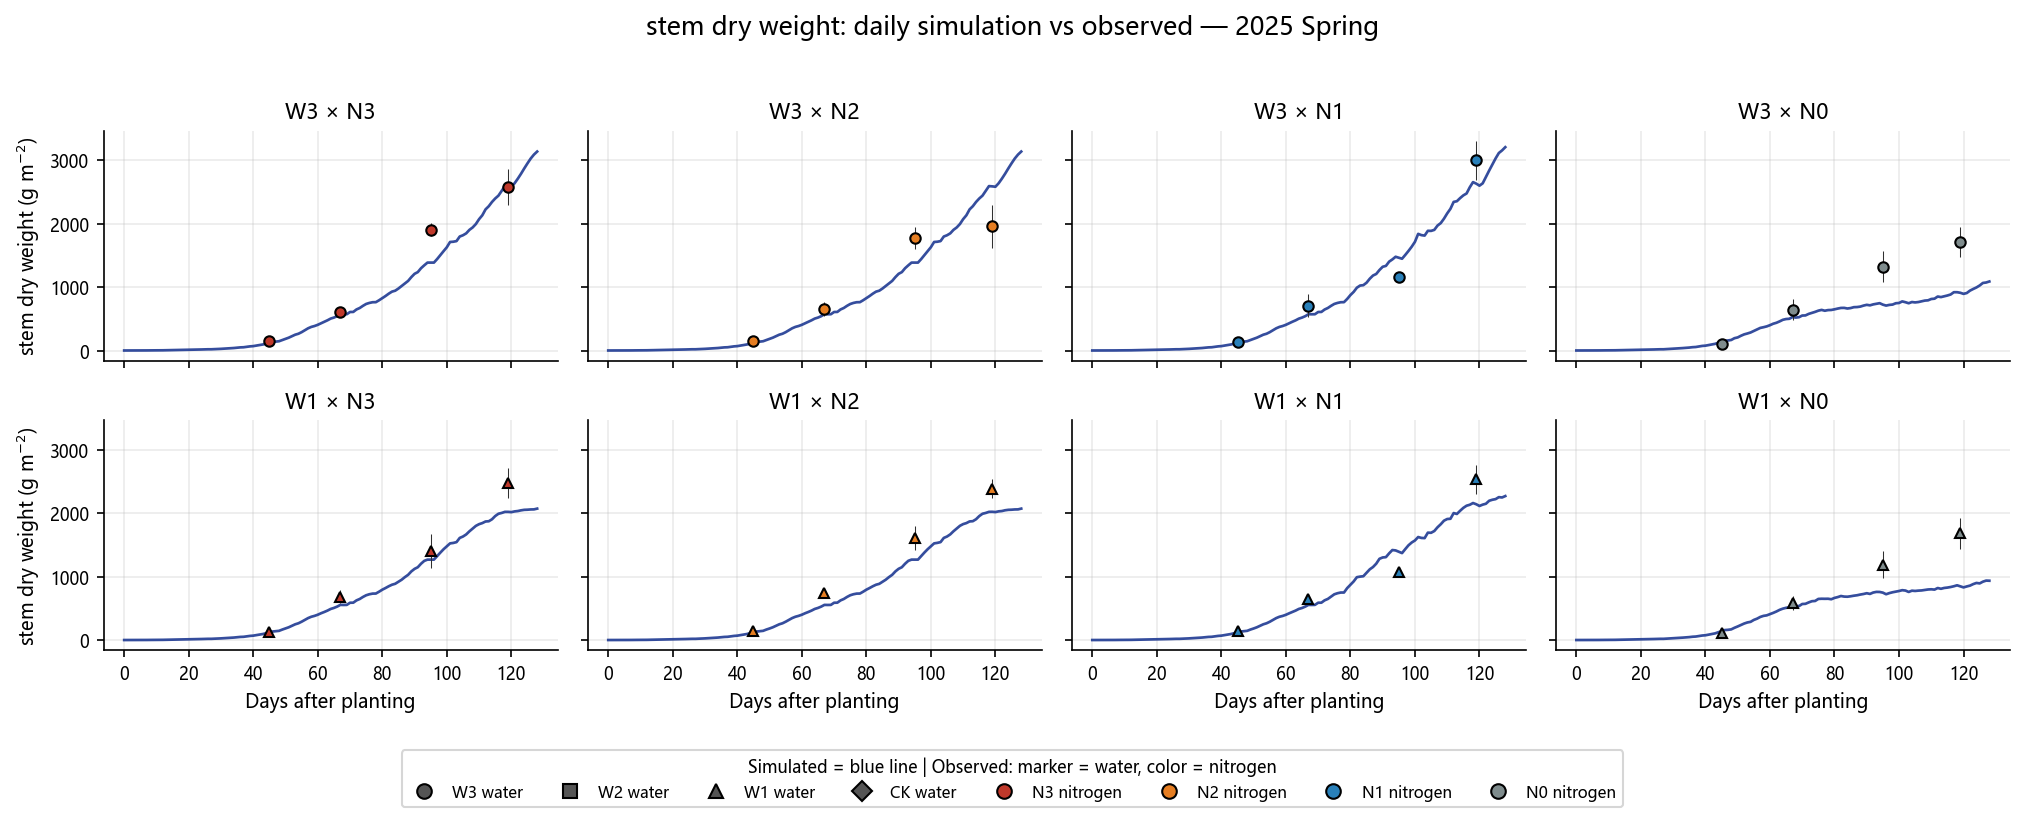 stem dry weight: daily simulation vs observed — 2025 Spring
W3 × N3
W3 × N2
W3 × N1
W3 × N0
stem dry weight (g m⁻²)
3000
2000
1000
0
W1 × N3
W1 × N2
W1 × N1
W1 × N0
stem dry weight (g m⁻²)
3000
2000
1000
0
0 20 40 60 80 100 120
0 20 40 60 80 100 120
0 20 40 60 80 100 120
0 20 40 60 80 100 120
Days after planting
Days after planting
Days after planting
Days after planting
Simulated = blue line | Observed: marker = water, color = nitrogen
W3 water W2 water W1 water CK water N3 nitrogen N2 nitrogen N1 nitrogen N0 nitrogen